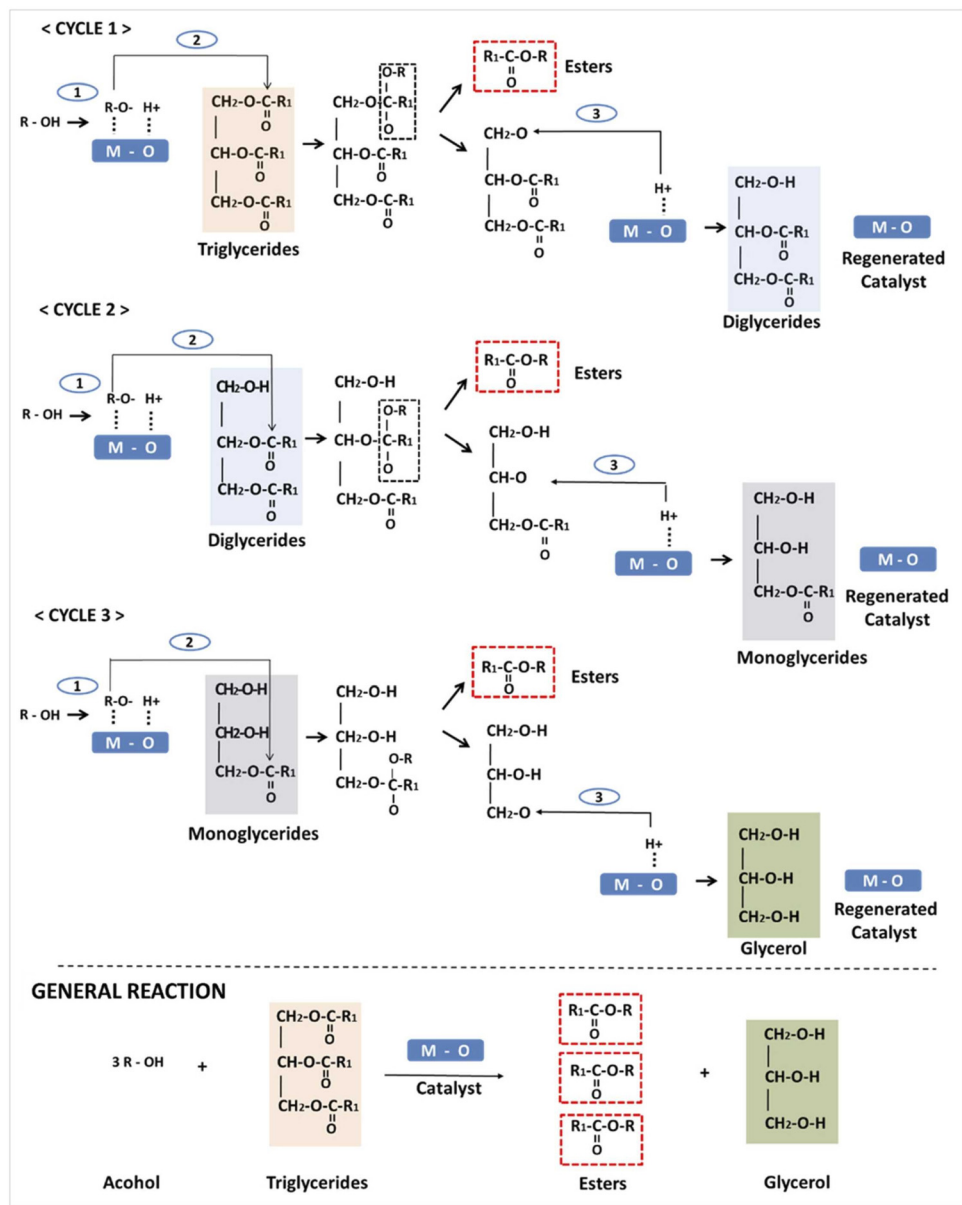 < CYCLE 1 >
2
1
R - OH
R-O- H+
M - O
CH2-O-C-R1
O
CH-O-C-R1
O
CH2-O-C-R1
O
Triglycerides
O-R
CH2-O-C-R1
O
CH-O-C-R1
O
CH2-O-C-R1
O
R1-C-O-R
O
Esters
CH2-O
CH-O-C-R1
O
CH2-O-C-R1
O
3
H+
M - O
CH2-O-H
CH-O-C-R1
O
CH2-O-C-R1
O
Diglycerides
M - O
Regenerated
Catalyst
< CYCLE 2 >
2
1
R - OH
R-O- H+
M - O
CH2-O-H
CH2-O-C-R1
O
CH2-O-C-R1
O
Diglycerides
CH2-O-H
O-R
CH-O-C-R1
O
CH2-O-C-R1
O
R1-C-O-R
O
Esters
CH2-O-H
CH-O
CH2-O-C-R1
O
3
H+
M - O
CH2-O-H
CH-O-H
CH2-O-C-R1
O
Monoglycerides
M - O
Regenerated
Catalyst
< CYCLE 3 >
2
1
R - OH
R-O- H+
M - O
CH2-O-H
CH2-O-H
CH2-O-C-R1
O
Monoglycerides
CH2-O-H
CH2-O-H
O-R
CH2-O-C-R1
O
R1-C-O-R
O
Esters
CH2-O-H
CH-O-H
CH2-O
3
H+
M - O
CH2-O-H
CH-O-H
CH2-O-H
Glycerol
M - O
Regenerated
Catalyst
GENERAL REACTION
3 R - OH
+
CH2-O-C-R1
O
CH-O-C-R1
O
CH2-O-C-R1
O
M - O
Catalyst
R1-C-O-R
O
R1-C-O-R
O
R1-C-O-R
O
+
CH2-O-H
CH-O-H
CH2-O-H
Acohol
Triglycerides
Esters
Glycerol